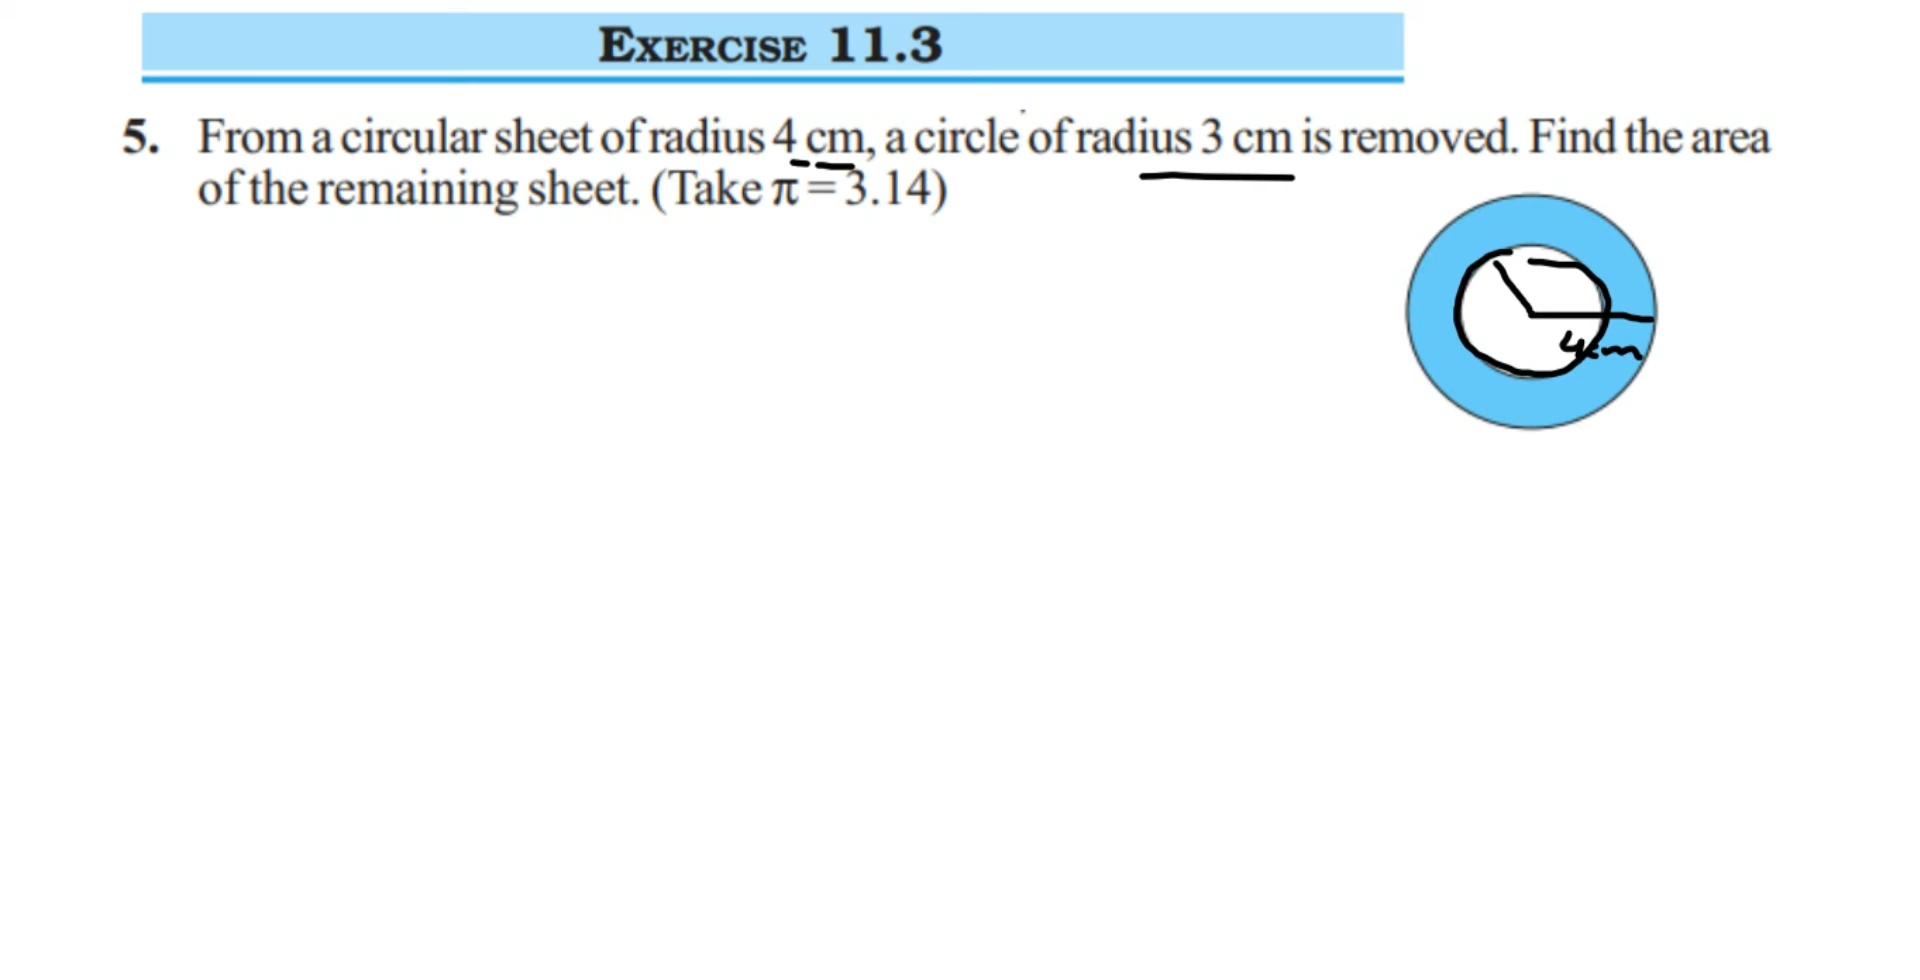 EXERCISE 11.3
5. From a circular sheet of radius 4 cm, a circle of radius 3 cm is removed. Find the area
of the remaining sheet. (Take π = 3.14)
4cm